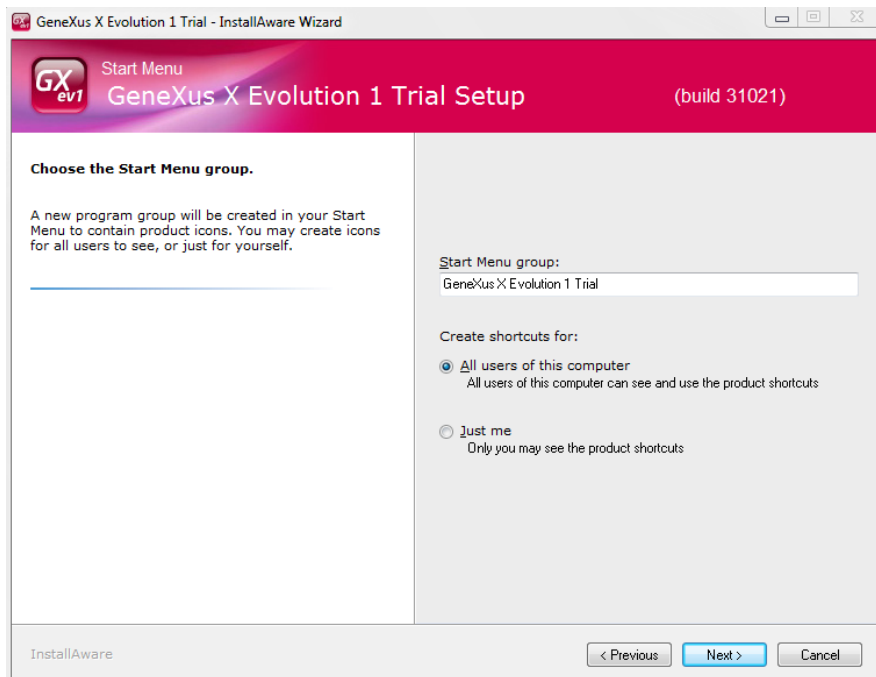 GeneXus X Evolution 1 Trial - InstallAware Wizard
GX
ev1
Start Menu
GeneXus X Evolution 1 Trial Setup
(build 31021)
Choose the Start Menu group.
A new program group will be created in your Start
Menu to contain product icons. You may create icons
for all users to see, or just for yourself.
Start Menu group:
GeneXus X Evolution 1 Trial
Create shortcuts for:
All users of this computer
All users of this computer can see and use the product shortcuts
Just me
Only you may see the product shortcuts
InstallAware
< Previous
Next >
Cancel